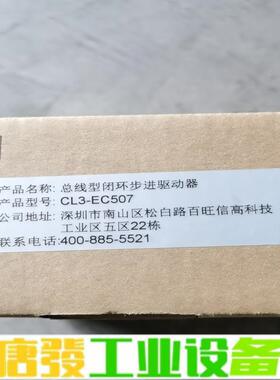 产品名称: 总线型闭环步进驱动器
产品型号: CL3-EC507
公司地址: 深圳市南山区松白路百旺信高科技
工业区五区22栋
联系电话:400-885-5521
唐發工业设备